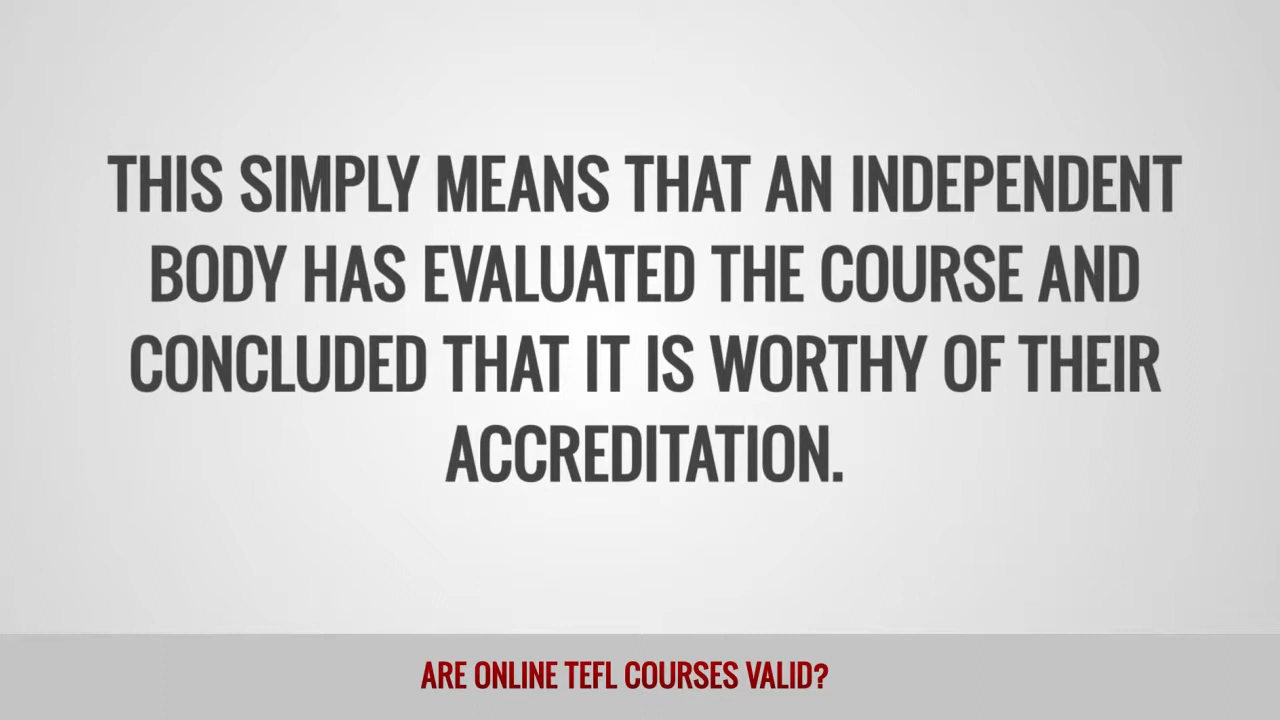 THIS SIMPLY MEANS THAT AN INDEPENDENT
BODY HAS EVALUATED THE COURSE AND
CONCLUDED THAT IT IS WORTHY OF THEIR
ACCREDITATION.
ARE ONLINE TEFL COURSES VALID?